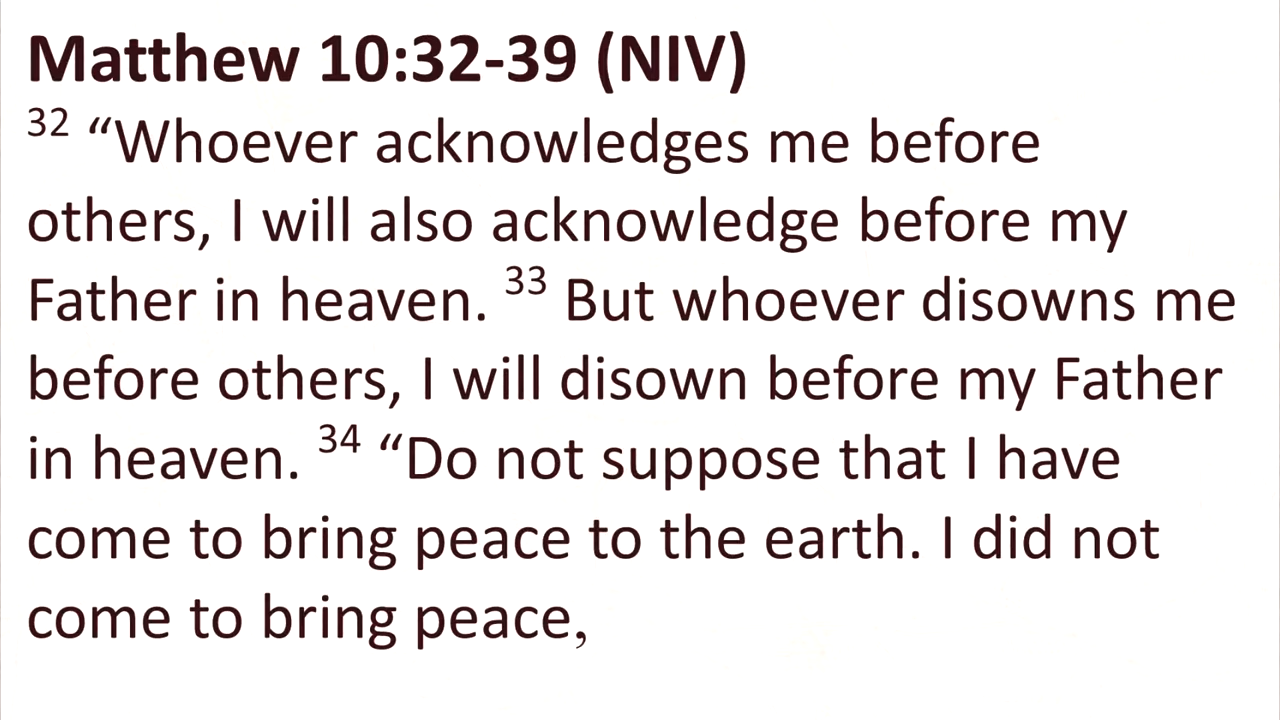 Matthew 10:32-39 (NIV)
32 “Whoever acknowledges me before
others, I will also acknowledge before my
Father in heaven. 33 But whoever disowns me
before others, I will disown before my Father
in heaven. 34 “Do not suppose that I have
come to bring peace to the earth. I did not
come to bring peace,